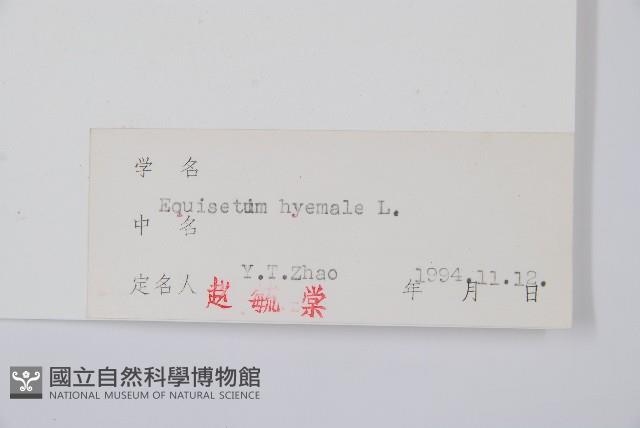 学 名
Equisetum hyemale L.
中 名
定名人 Y.T.Zhao 1994.11.12.
赵毓棠 年 月 日
國立自然科學博物館
NATIONAL MUSEUM OF NATURAL SCIENCE